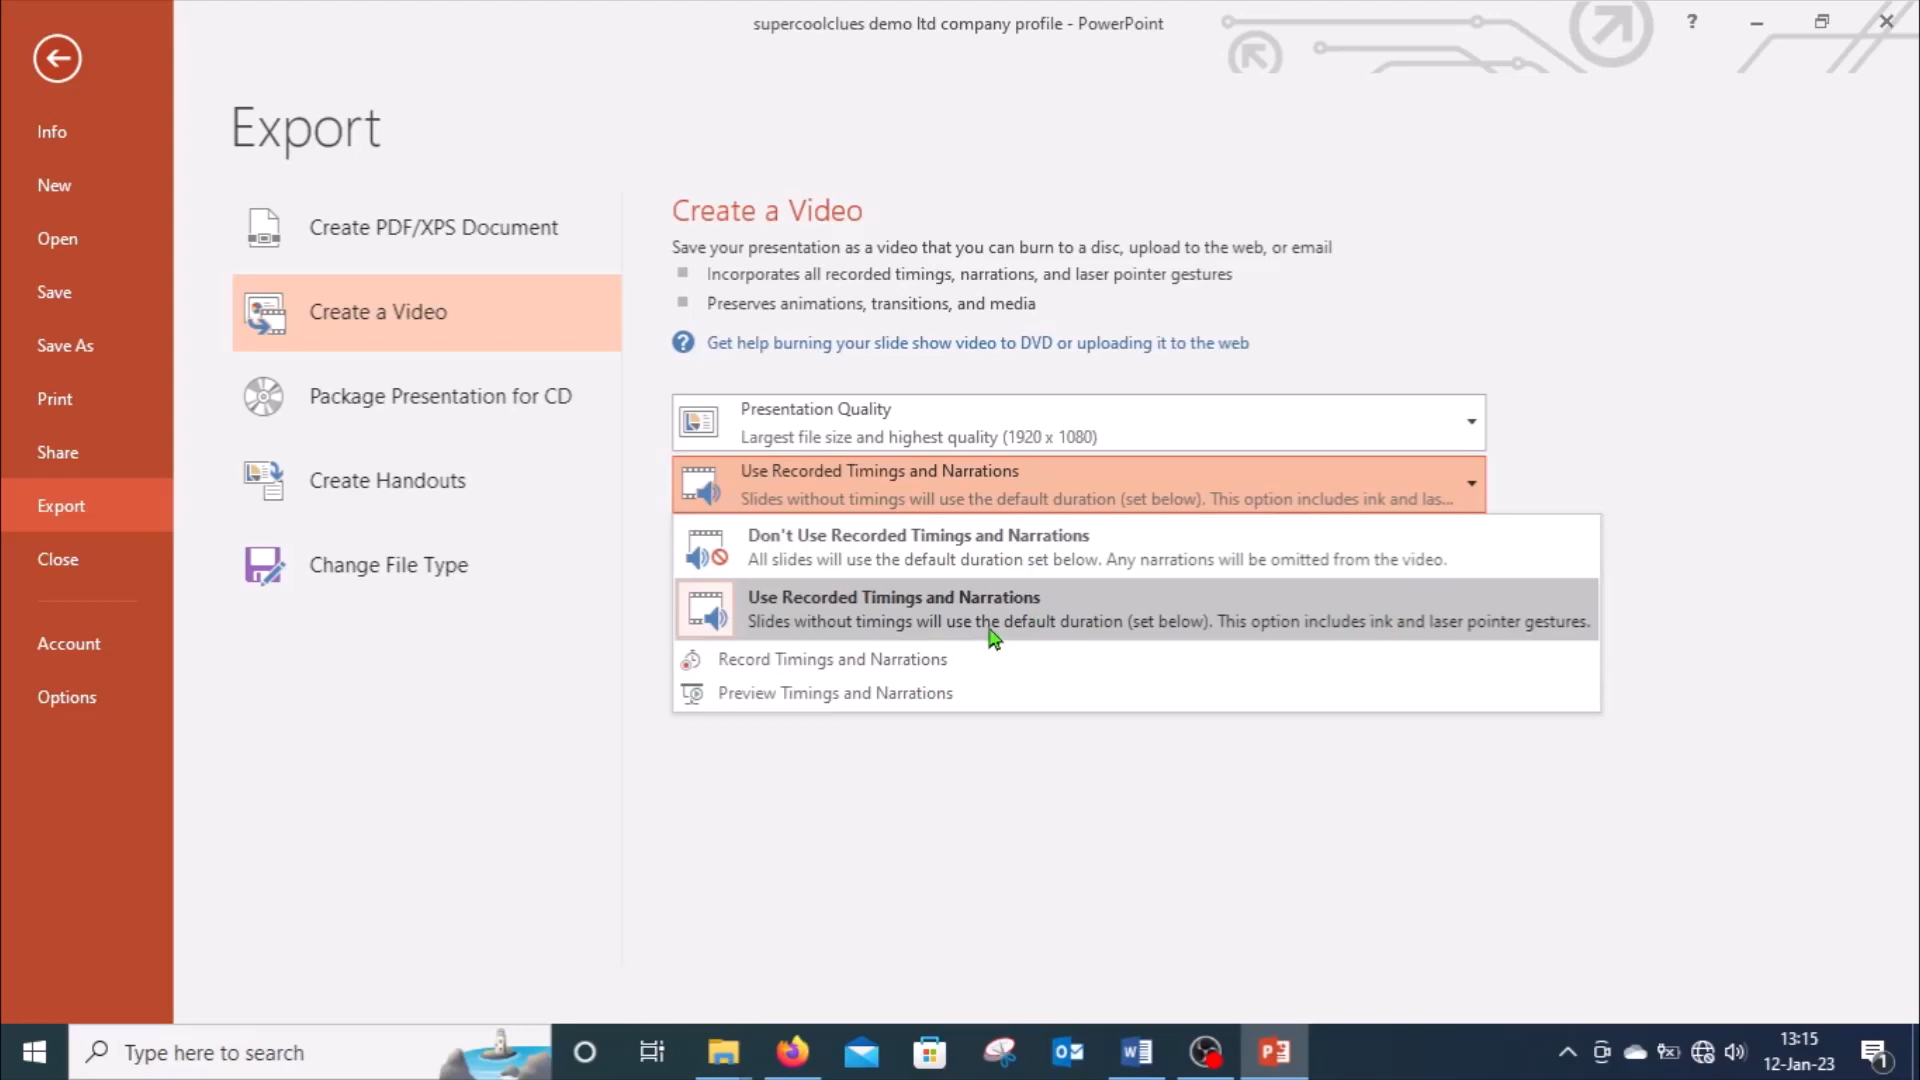 supercoolclues demo ltd company profile - PowerPoint
?
Info
New
Open
Save
Save As
Print
Share
Export
Close
Account
Options
Export
Create PDF/XPS Document
Create a Video
Package Presentation for CD
Create Handouts
Change File Type
Create a Video
Save your presentation as a video that you can burn to a disc, upload to the web, or email
Incorporates all recorded timings, narrations, and laser pointer gestures
Preserves animations, transitions, and media
? Get help burning your slide show video to DVD or uploading it to the web
Presentation Quality
Largest file size and highest quality (1920 x 1080)
Use Recorded Timings and Narrations
Slides without timings will use the default duration (set below). This option includes ink and las...
Don't Use Recorded Timings and Narrations
All slides will use the default duration set below. Any narrations will be omitted from the video.
Use Recorded Timings and Narrations
Slides without timings will use the default duration (set below). This option includes ink and laser pointer gestures.
Record Timings and Narrations
Preview Timings and Narrations
Type here to search
13:15
12-Jan-23
1